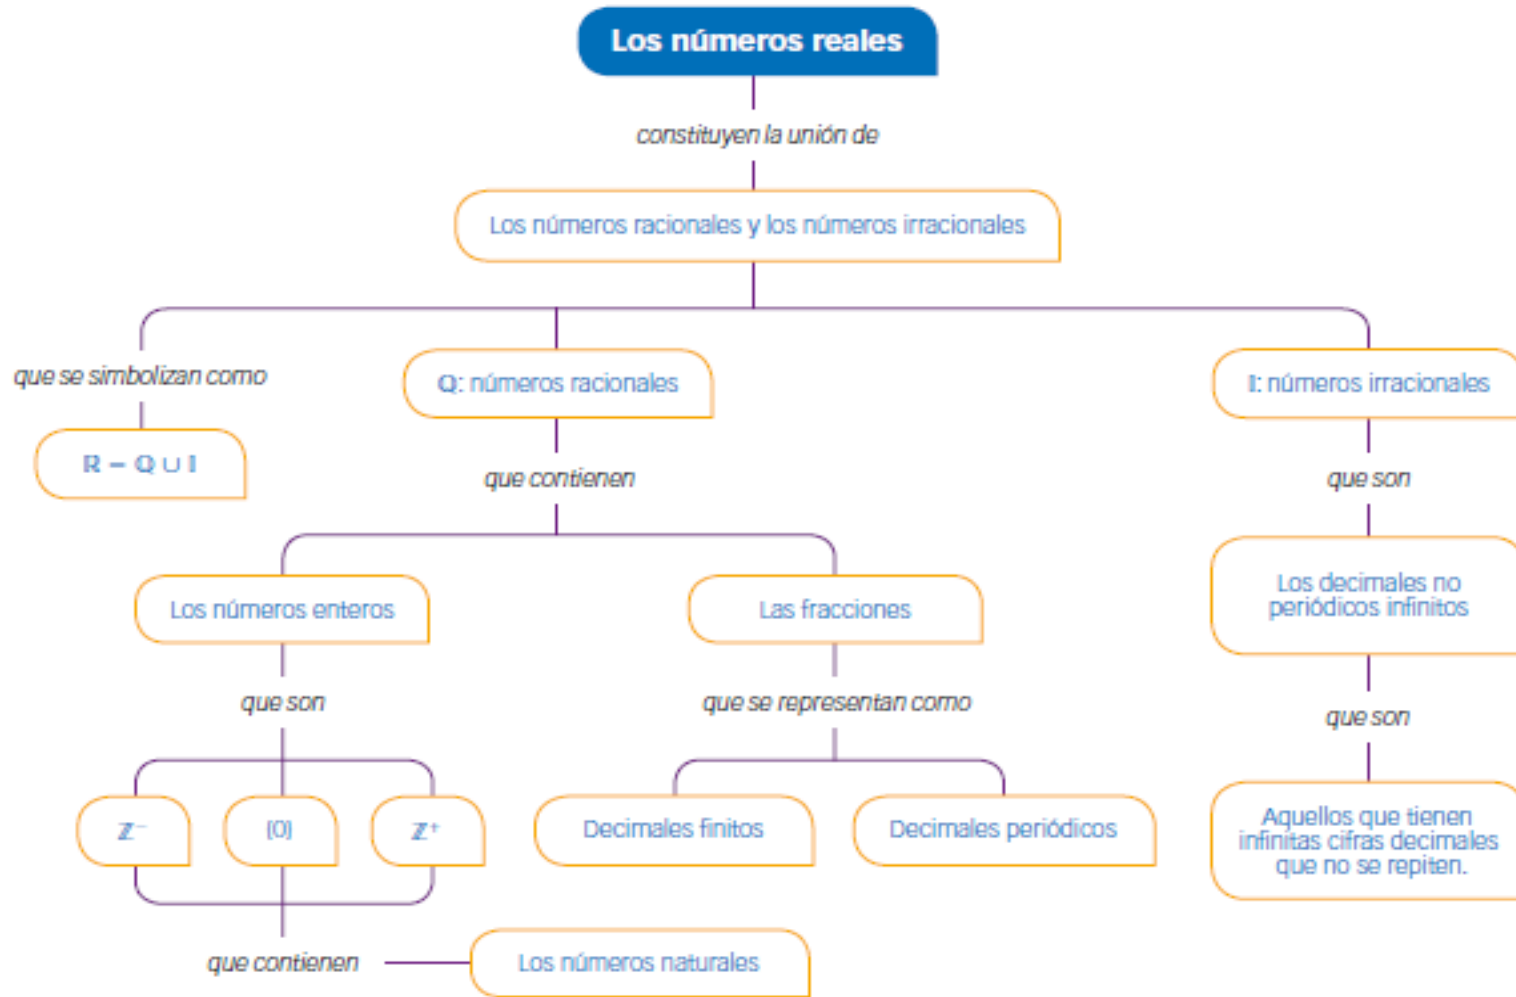 Los números reales
constituyen la unión de
Los números racionales y los números irracionales
que se simbolizan como
ℝ = ℚ ∪ 𝕀
ℚ: números racionales
𝕀: números irracionales
que contienen
que son
Los números enteros
Las fracciones
Los decimales no
periódicos infinitos
que son
que se representan como
que son
ℤ⁻
{0}
ℤ⁺
Decimales finitos
Decimales periódicos
Aquellos que tienen
infinitas cifras decimales
que no se repiten.
que contienen
Los números naturales